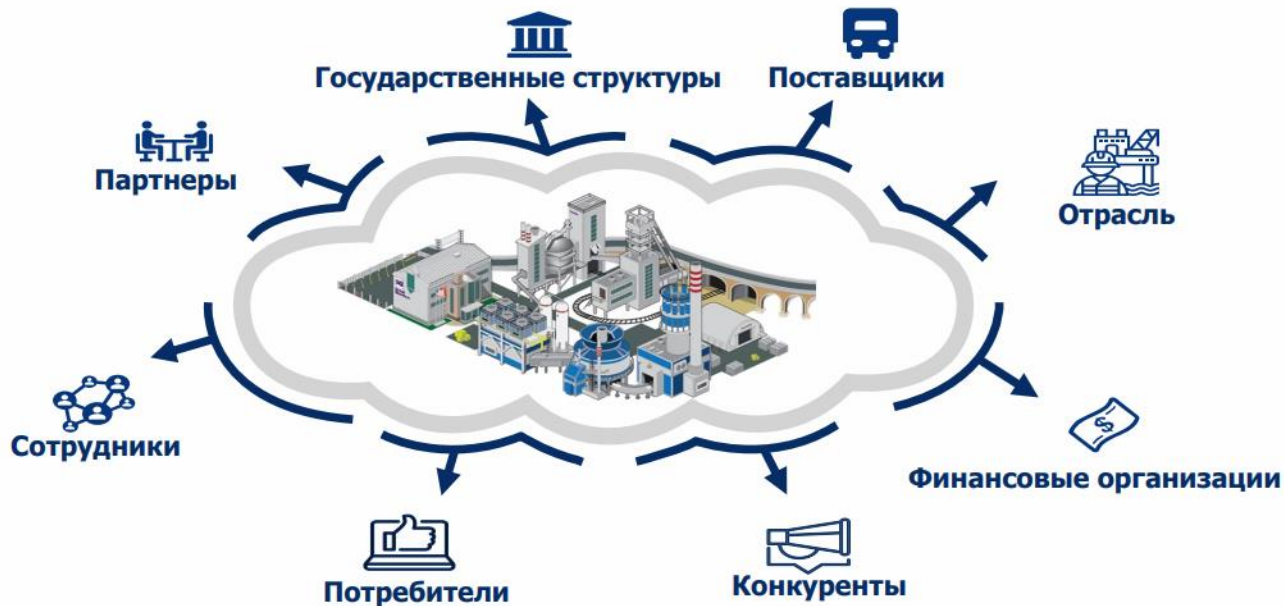 Государственные структуры
Поставщики
Партнеры
Отрасль
Сотрудники
Финансовые организации
Потребители
Конкуренты